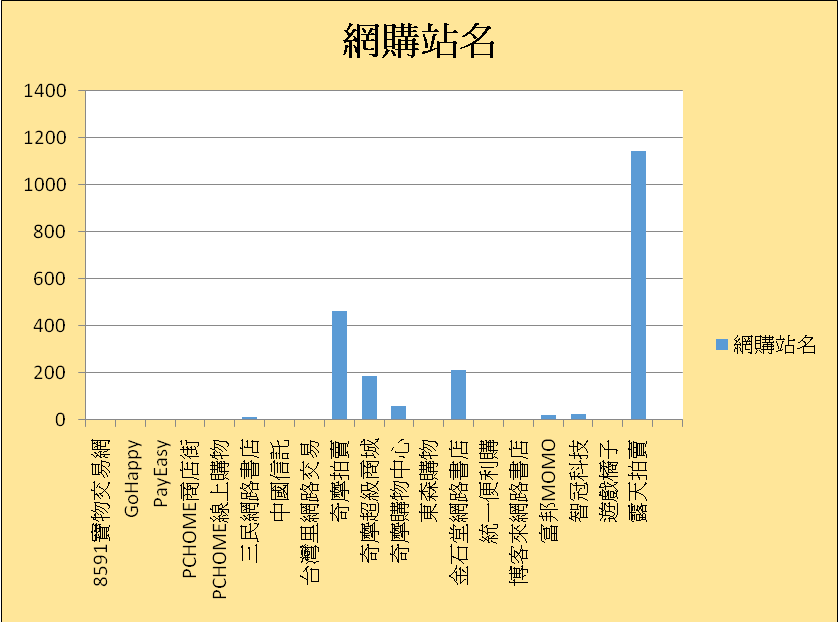 網購站名
1400
1200
1000
800
600
400
200
0
8591寶物交易網
GoHappy
PayEasy
PCHOME商店街
PCHOME線上購物
三民網路書店
中國信託
台灣里網路交易
奇摩拍賣
奇摩超級商城
奇摩購物中心
東森購物
金石堂網路書店
統一便利購
博客來網路書店
富邦MOMO
智冠科技
遊戲橘子
露天拍賣
網購站名